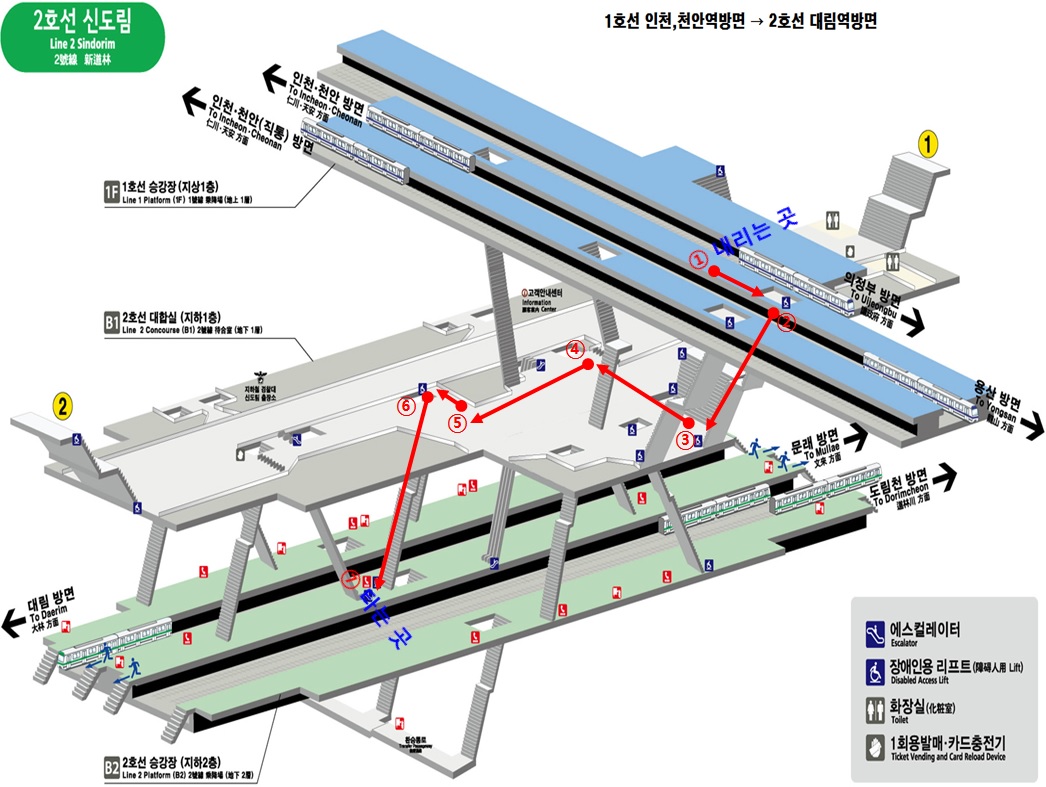 2호선 신도림
Line 2 Sindorim
2號線 新道林
1호선 인천,천안역방면 → 2호선 대림역방면
인천·천안 방면
To Incheon·Cheonan
仁川·天安 方面
인천·천안(직통) 방면
To Incheon·Cheonan
仁川·天安 方面
1
1F 1호선 승강장(지상1층)
Line 1 Platform (1F) 1號線 乘降場 (地上 1層)
내리는 곳
①
②
의정부 방면
To Uijeongbu
議政府 方面
용산 방면
To Yongsan
龍山 方面
B1 2호선 대합실 (지하1층)
Line 2 Concourse (B1) 2號線 待合室 (地下 1層)
고객안내센터
Information Center
지하철 경찰대
신도림 출장소
2
③
④
⑤
⑥
문래 방면
To Mullae
文來 方面
도림천 방면
To Dorimcheon
道林川 方面
대림 방면
To Daerim
大林 方面
⑦
타는 곳
환승통로
Transfer Passageway
B2 2호선 승강장 (지하2층)
Line 2 Platform (B2) 2號線 乘降場 (地下 2層)
에스컬레이터
Escalator
장애인용 리프트(障碍人用 Lift)
Disabled Access Lift
화장실(化粧室)
Toilet
1회용발매·카드충전기
Ticket Vending and Card Reload Device